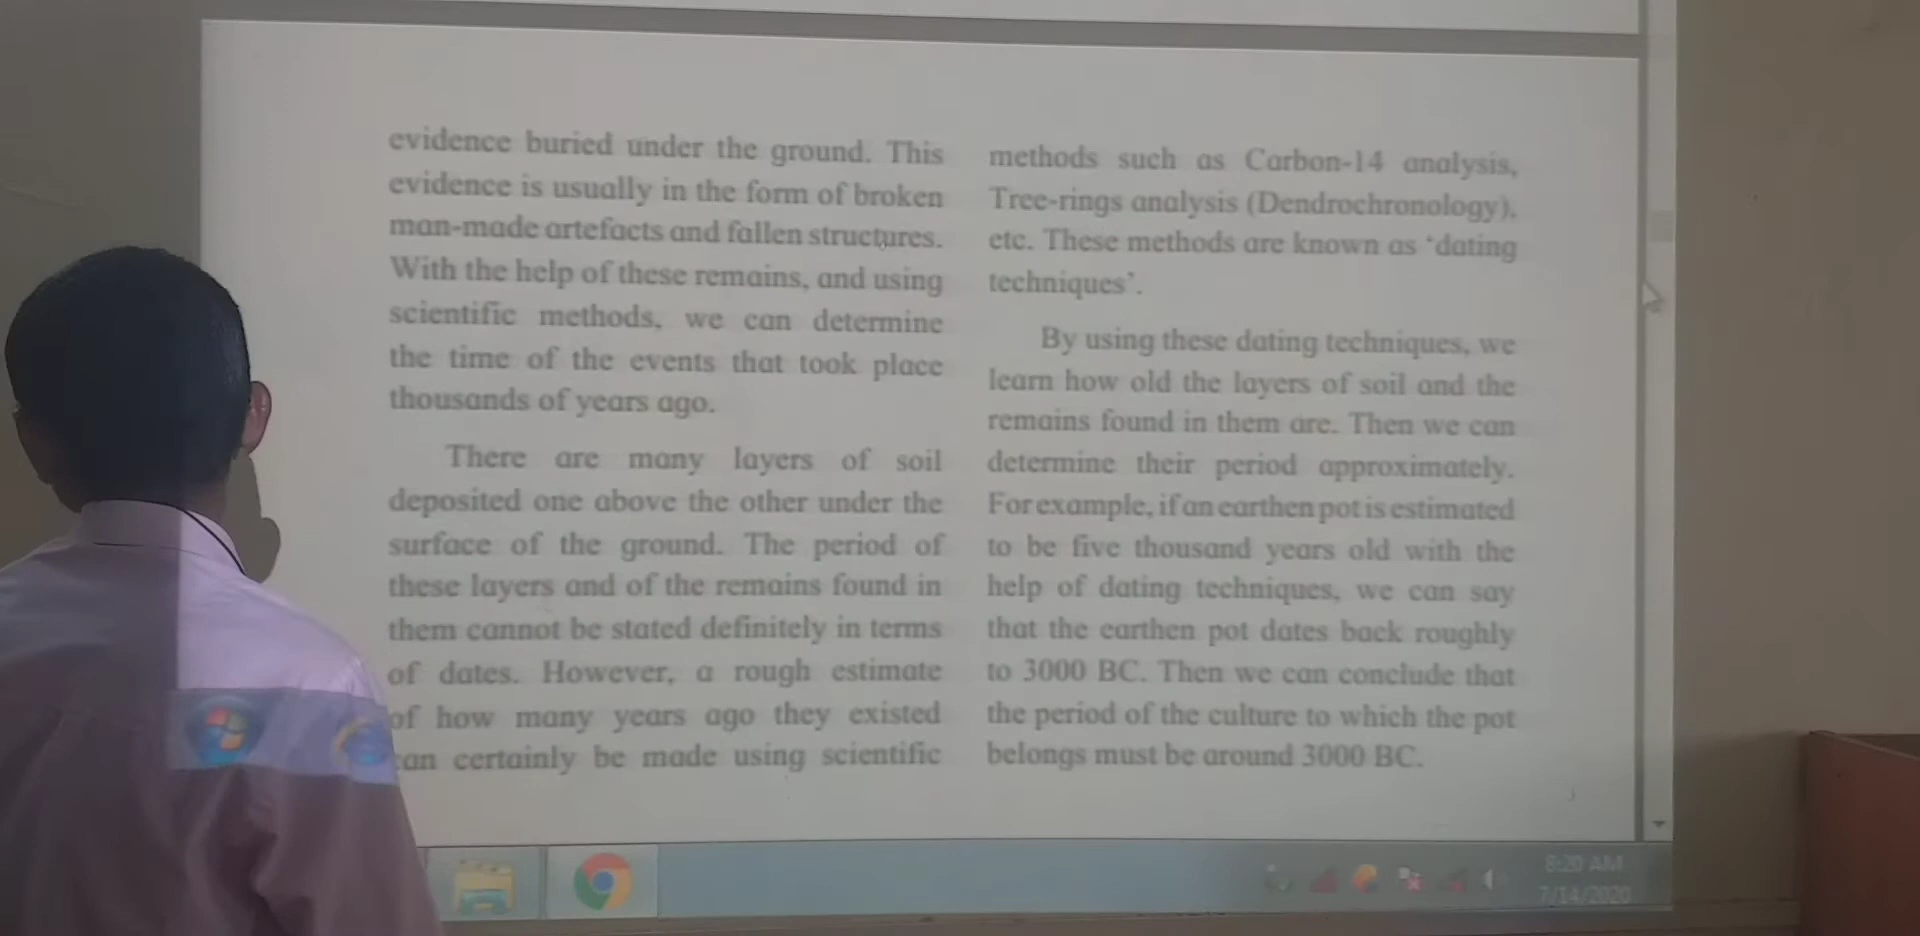 evidence buried under the ground. This
evidence is usually in the form of broken
man-made artefacts and fallen structures.
With the help of these remains, and using
scientific methods, we can determine
the time of the events that took place
thousands of years ago.
There are many layers of soil
deposited one above the other under the
surface of the ground. The period of
these layers and of the remains found in
them cannot be stated definitely in terms
of dates. However, a rough estimate
of how many years ago they existed
can certainly be made using scientific
methods such as Carbon-14 analysis,
Tree-rings analysis (Dendrochronology),
etc. These methods are known as ‘dating
techniques’.
By using these dating techniques, we
learn how old the layers of soil and the
remains found in them are. Then we can
determine their period approximately.
For example, if an earthen pot is estimated
to be five thousand years old with the
help of dating techniques, we can say
that the earthen pot dates back roughly
to 3000 BC. Then we can conclude that
the period of the culture to which the pot
belongs must be around 3000 BC.
8:20 AM
7/14/2020